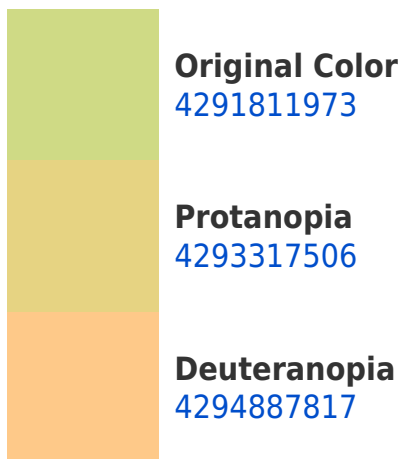 Original Color
4291811973
Protanopia
4293317506
Deuteranopia
4294887817